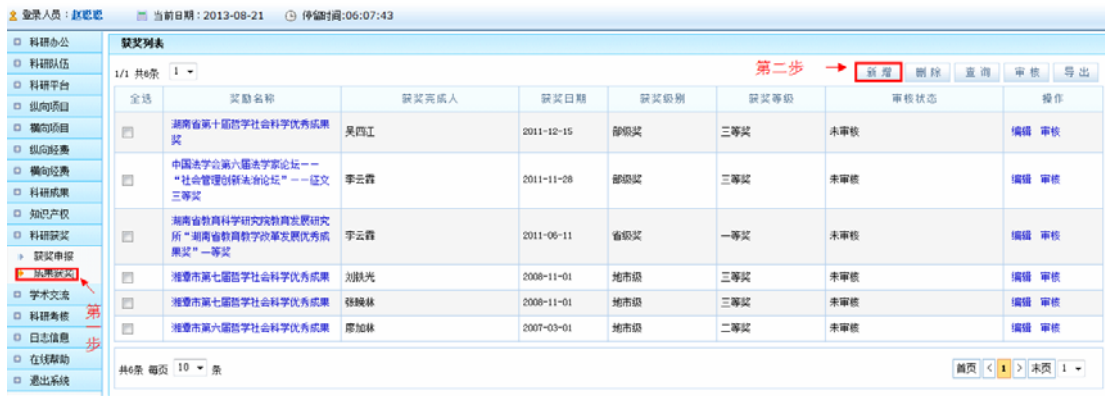 登录人员：赵聪聪 当前日期：2013-08-21 停留时间:06:07:43
科研办公
科研队伍
科研平台
纵向项目
横向项目
纵向经费
横向经费
科研成果
知识产权
科研获奖
获奖申报
成果获奖
学术交流
科研考核
日志信息
在线帮助
退出系统
第一步
获奖列表
1/1 共6条 1
第二步
新增 删除 查询 审核 导出
全选 奖励名称 获奖完成人 获奖日期 获奖级别 获奖等级 审核状态 操作
湖南省第十届哲学社会科学优秀成果
奖
吴四江 2011-12-15 部级奖 三等奖 未审核 编辑 审核
中国法学会第六届法学家论坛——
“社会管理创新法治论坛”——征文
三等奖
李云霖 2011-11-28 部级奖 三等奖 未审核 编辑 审核
湖南省教育科学研究院教育发展研究
所“湖南省教育教学改革发展优秀成
果奖”一等奖
李云霖 2011-06-11 省级奖 一等奖 未审核 编辑 审核
湘潭市第七届哲学社会科学优秀成果 刘铁光 2008-11-01 地市级 三等奖 未审核 编辑 审核
湘潭市第七届哲学社会科学优秀成果 张晚林 2008-11-01 地市级 三等奖 未审核 编辑 审核
湘潭市第六届哲学社会科学优秀成果 廖加林 2007-03-01 地市级 二等奖 未审核 编辑 审核
共6条 每页 10 条
首页 < 1 > 末页 1